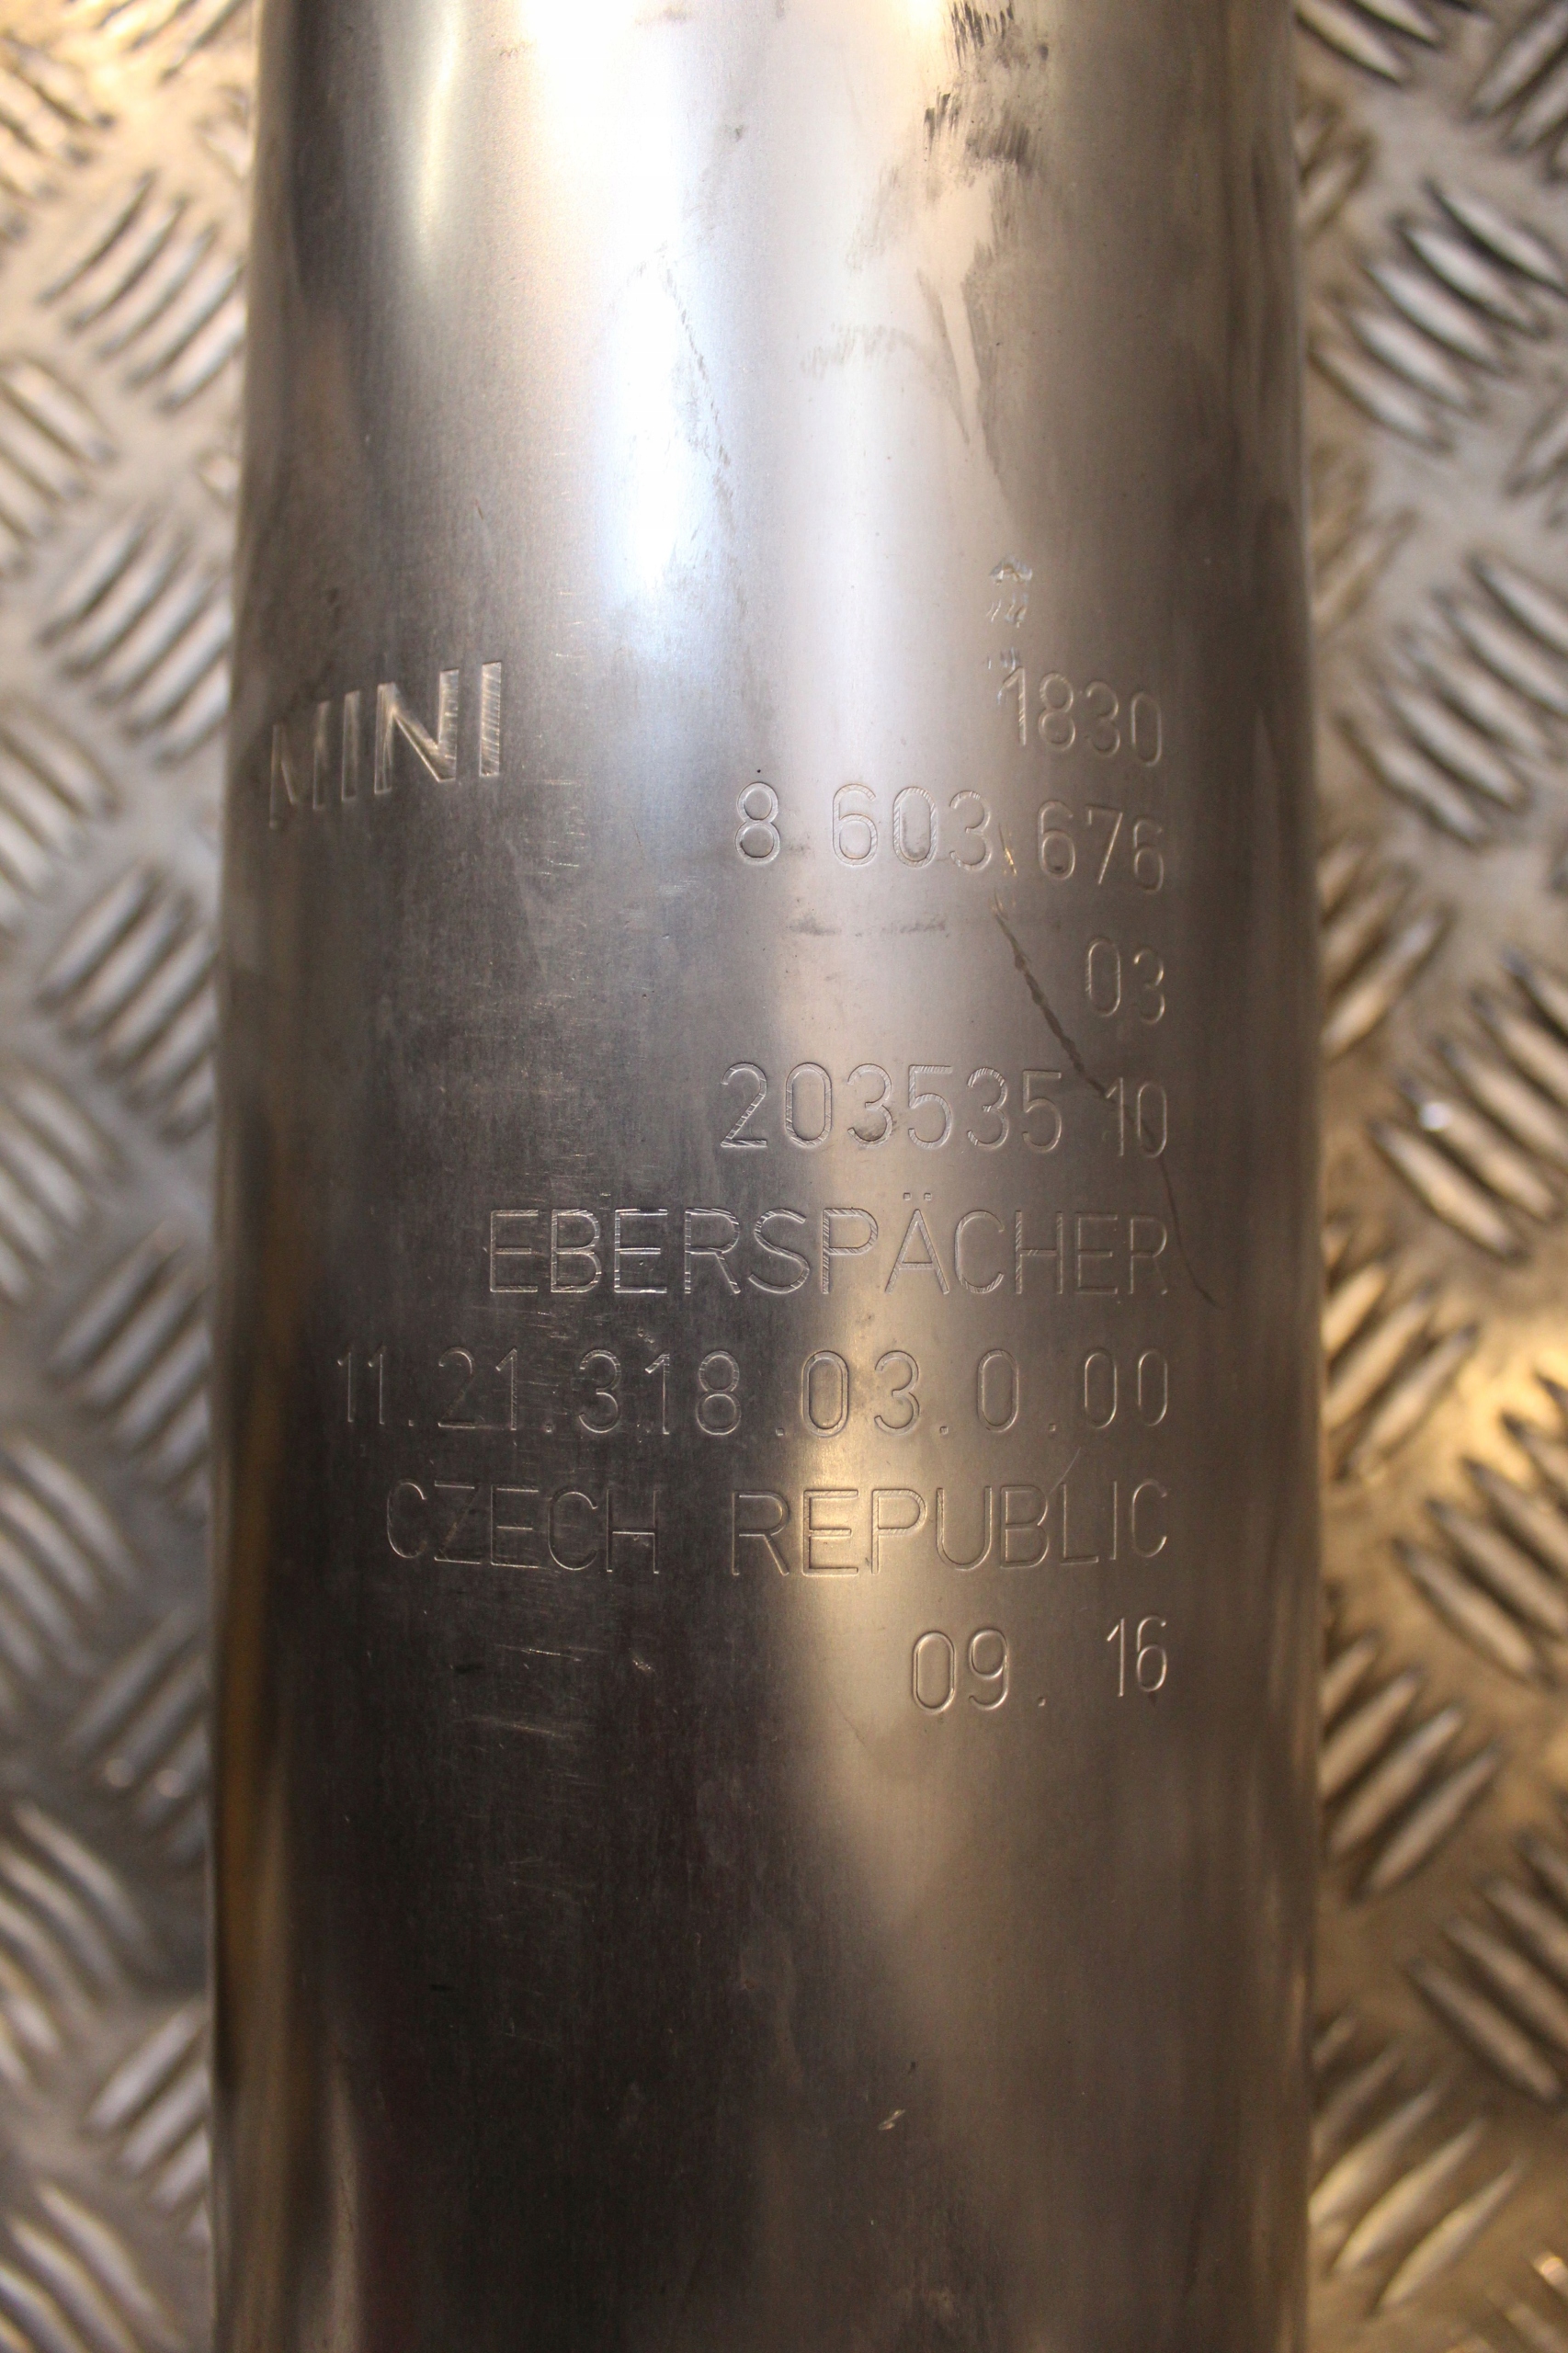 MINI
1830
8 603 676
03
203535 10
EBERSPÄCHER
11.21.318.03.0.00
CZECH REPUBLIC
09. 16